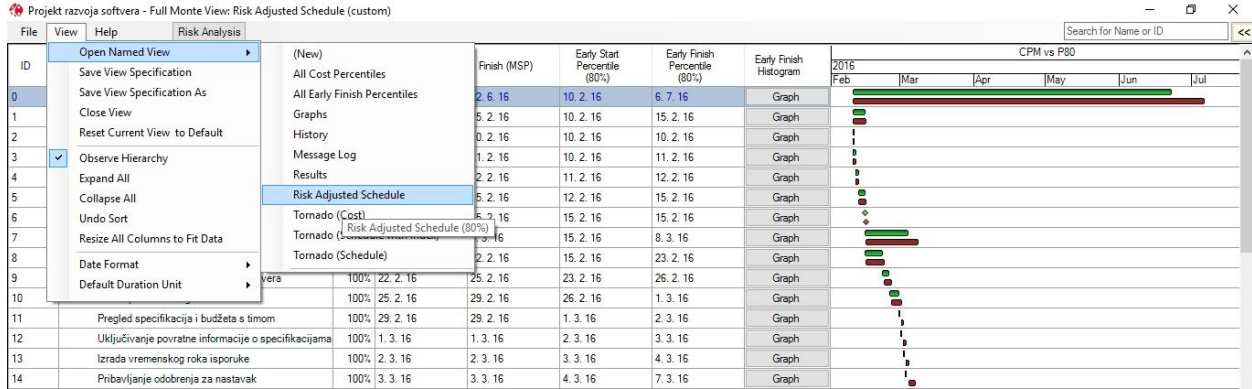 Projekt razvoja softvera - Full Monte View: Risk Adjusted Schedule (custom)
File View Help Risk Analysis Search for Name or ID <<
Open Named View
Save View Specification
Save View Specification As
Close View
Reset Current View to Default
Observe Hierarchy
Expand All
Collapse All
Undo Sort
Resize All Columns to Fit Data
Date Format
Default Duration Unit
(New)
All Cost Percentiles
All Early Finish Percentiles
Graphs
History
Message Log
Results
Risk Adjusted Schedule
Tornado (Cost)
Risk Adjusted Schedule (80%)
Tornado (Schedule)
ID Finish (MSP) Early Start Percentile (80%) Early Finish Percentile (80%) Early Finish Histogram CPM vs P80
2016
Feb Mar Apr May Jun Jul
0 2. 6. 16 10. 2. 16 6. 7. 16 Graph
1 5. 2. 16 10. 2. 16 15. 2. 16 Graph
2 0. 2. 16 10. 2. 16 10. 2. 16 Graph
3 1. 2. 16 10. 2. 16 11. 2. 16 Graph
4 2. 2. 16 11. 2. 16 12. 2. 16 Graph
5 5. 2. 16 12. 2. 16 15. 2. 16 Graph
6 5. 2. 16 15. 2. 16 15. 2. 16 Graph
7 3. 16 15. 2. 16 8. 3. 16 Graph
8 2. 2. 16 15. 2. 16 23. 2. 16 Graph
9 vera 100% 22. 2. 16 25. 2. 16 23. 2. 16 26. 2. 16 Graph
10 100% 25. 2. 16 29. 2. 16 26. 2. 16 1. 3. 16 Graph
11 Pregled specifikacija i budžeta s timom 100% 29. 2. 16 29. 2. 16 1. 3. 16 2. 3. 16 Graph
12 Uključivanje povratne informacije o specifikacijama 100% 1. 3. 16 1. 3. 16 2. 3. 16 3. 3. 16 Graph
13 Izrada vremenskog roka isporuke 100% 2. 3. 16 2. 3. 16 3. 3. 16 4. 3. 16 Graph
14 Pribavljanje odobrenja za nastavak 100% 3. 3. 16 3. 3. 16 4. 3. 16 7. 3. 16 Graph